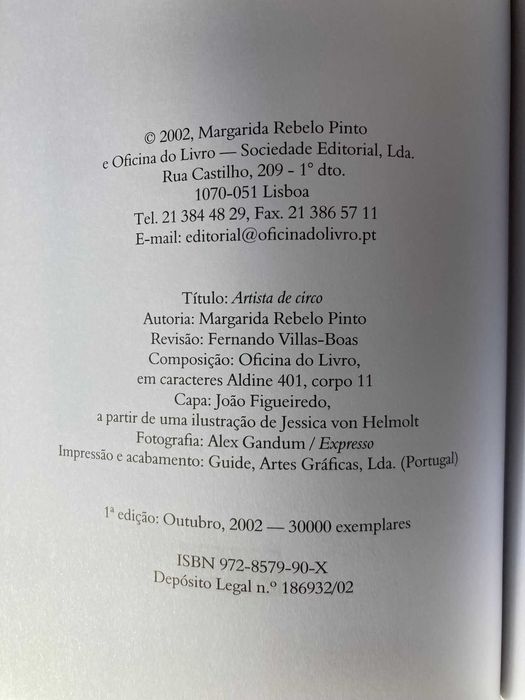 © 2002, Margarida Rebelo Pinto
e Oficina do Livro — Sociedade Editorial, Lda.
Rua Castilho, 209 - 1° dto.
1070-051 Lisboa
Tel. 21 384 48 29, Fax. 21 386 57 11
E-mail: editorial@oficinadolivro.pt
Título: Artista de circo
Autoria: Margarida Rebelo Pinto
Revisão: Fernando Villas-Boas
Composição: Oficina do Livro,
em caracteres Aldine 401, corpo 11
Capa: João Figueiredo,
a partir de uma ilustração de Jessica von Helmolt
Fotografia: Alex Gandum / Expresso
Impressão e acabamento: Guide, Artes Gráficas, Lda. (Portugal)
1ª edição: Outubro, 2002 — 30000 exemplares
ISBN 972-8579-90-X
Depósito Legal n.º 186932/02